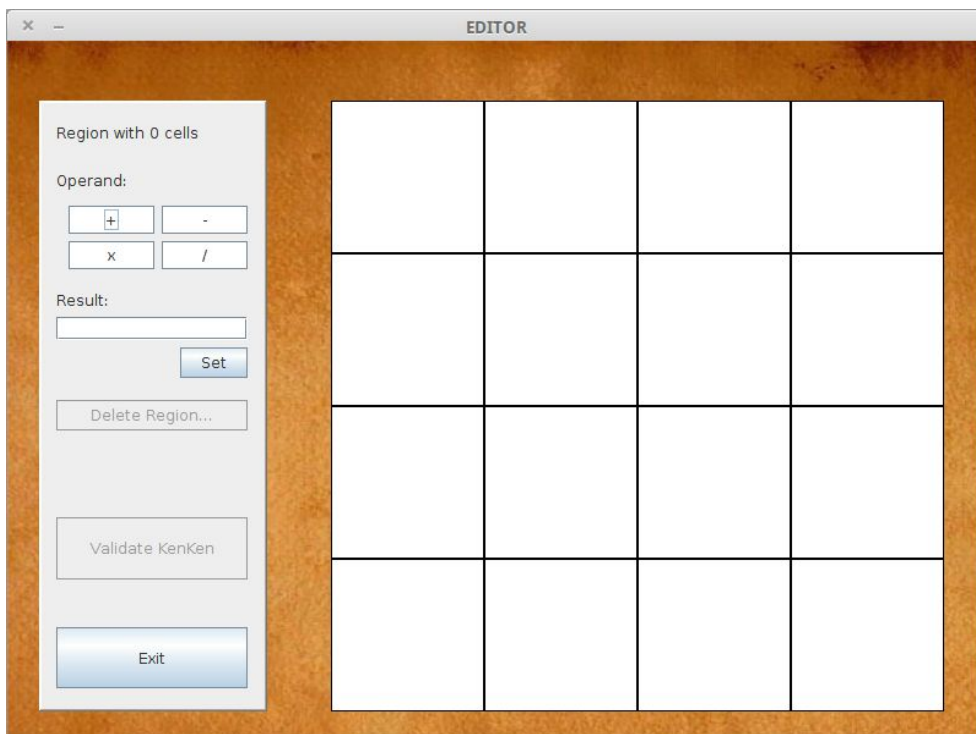 EDITOR
Region with 0 cells
Operand:
+ -
x /
Result:
Set
Delete Region...
Validate KenKen
Exit